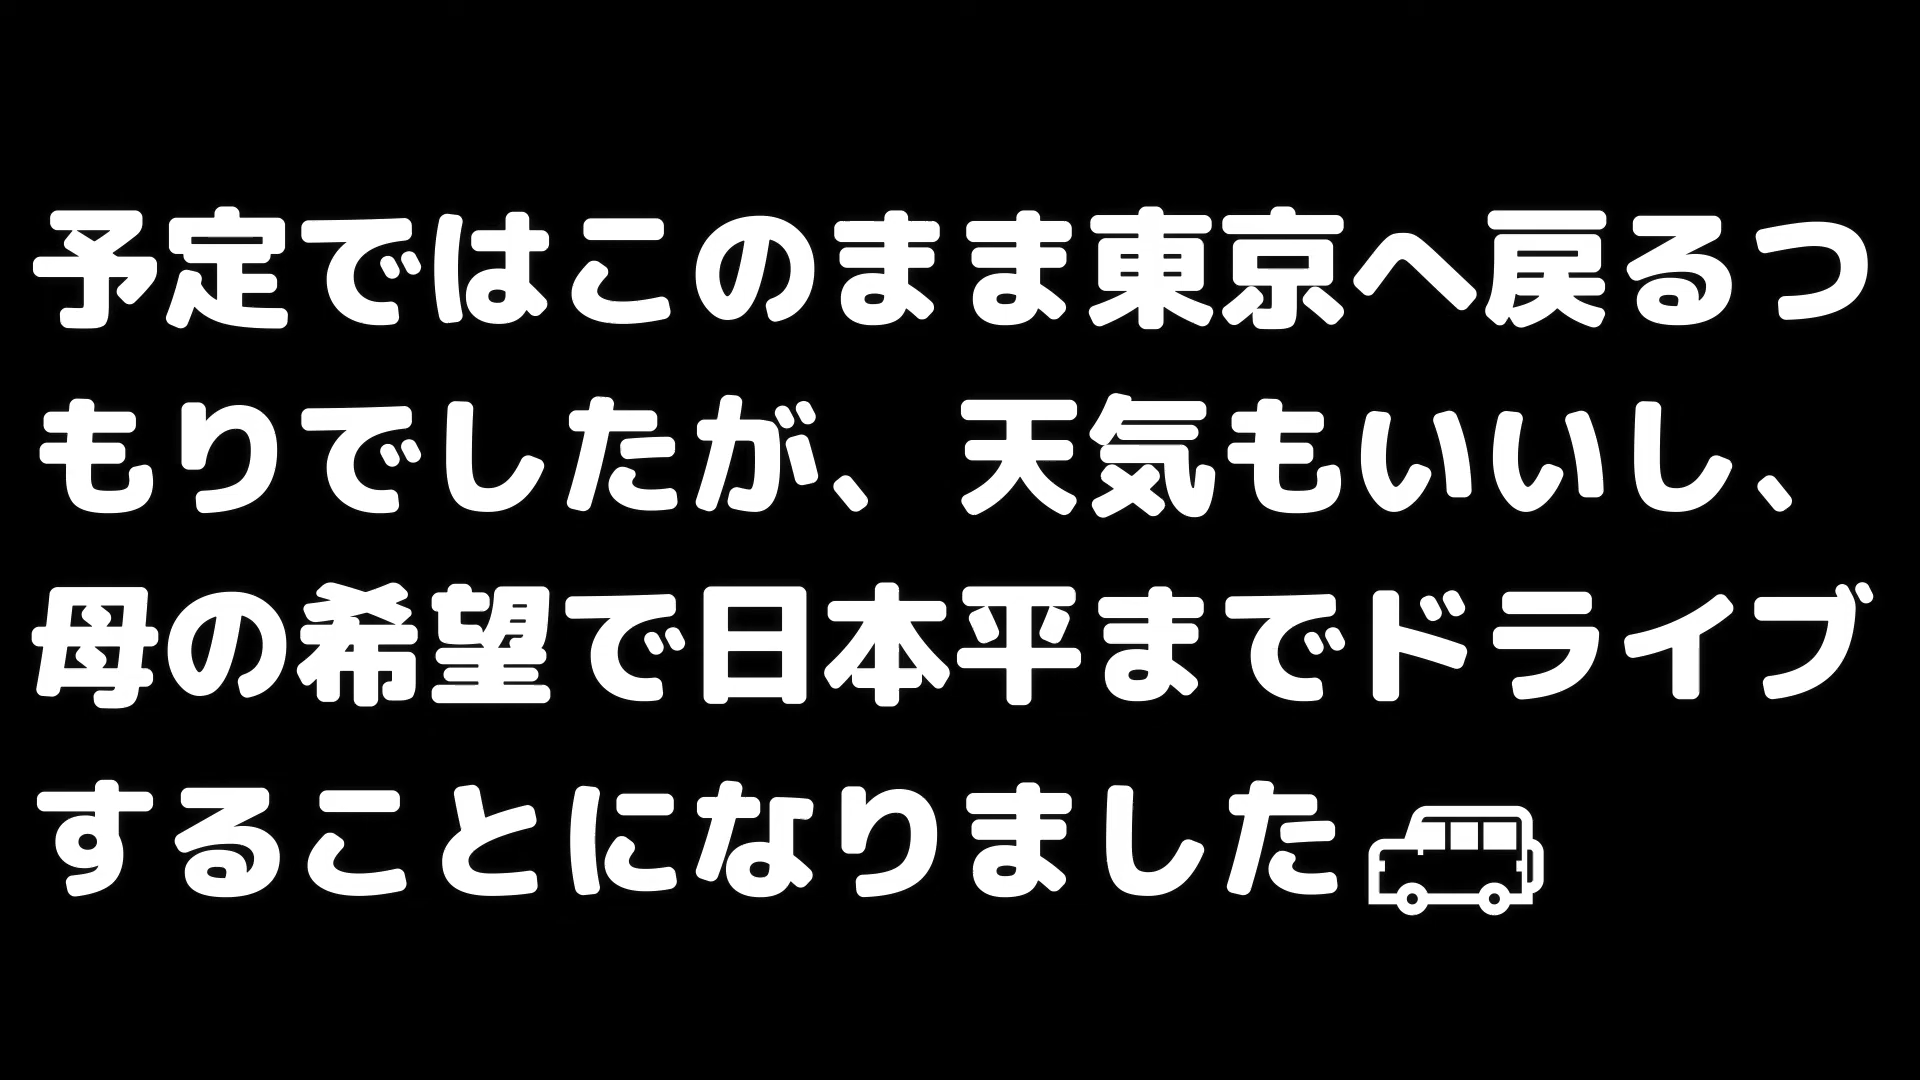 予定ではこのまま東京へ戻るつ
もりでしたが、天気もいいし、
母の希望で日本平までドライブ
することになりました🚙